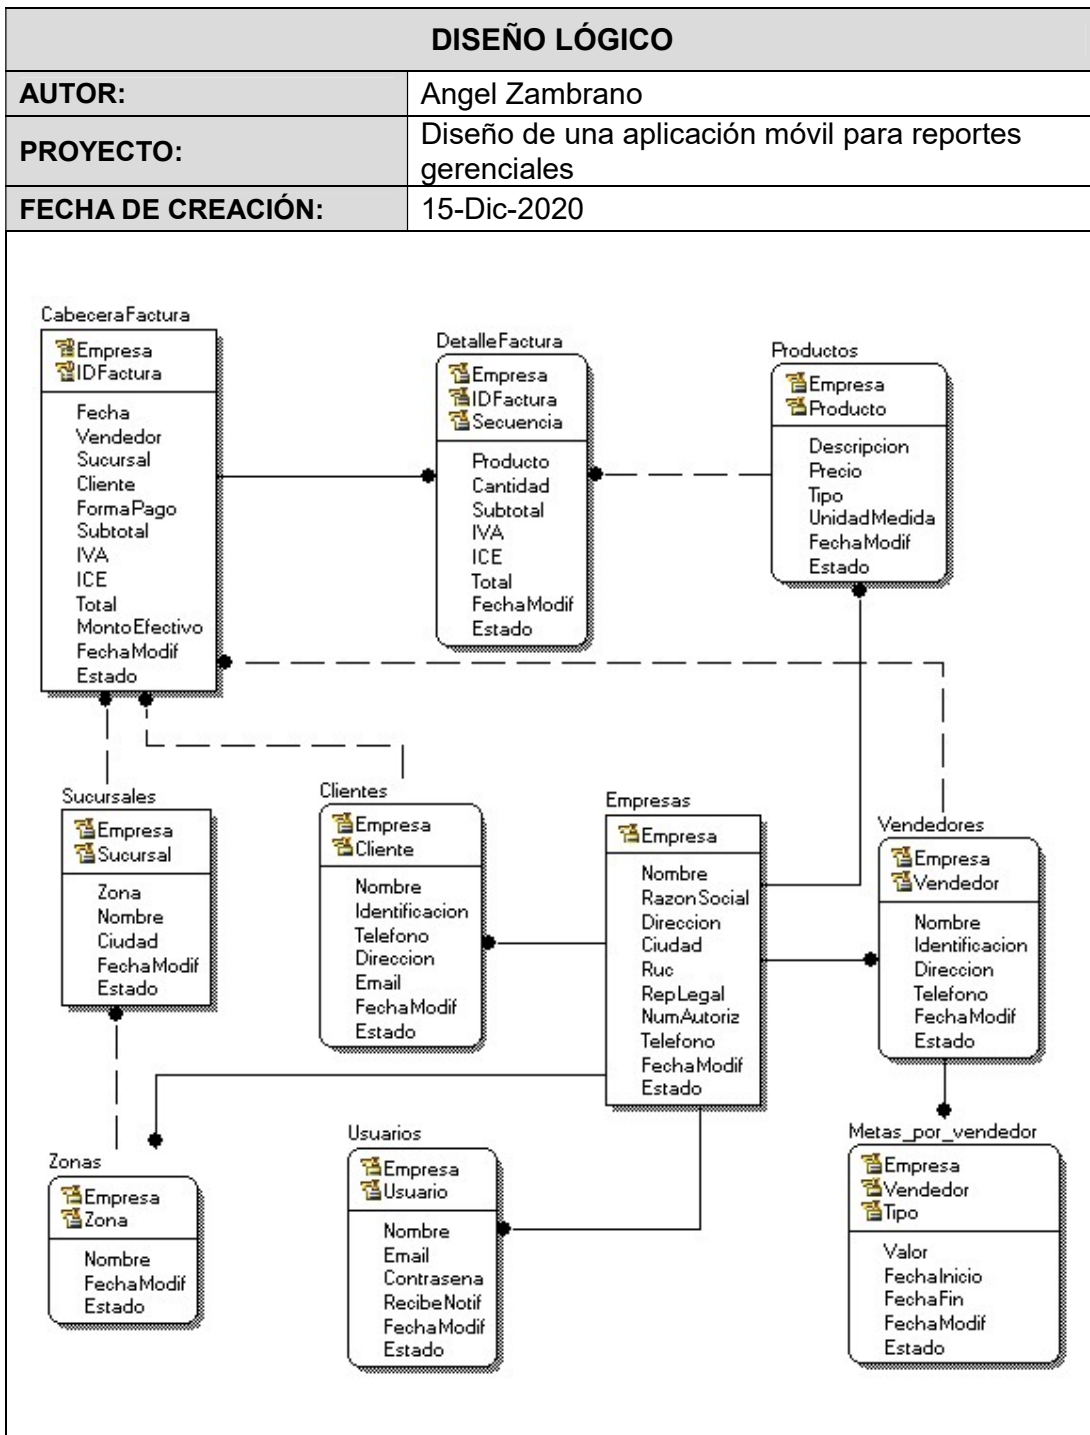 DISEÑO LÓGICO
AUTOR:
Angel Zambrano
PROYECTO:
Diseño de una aplicación móvil para reportes
gerenciales
FECHA DE CREACIÓN:
15-Dic-2020
CabeceraFactura
Empresa
IDFactura
Fecha
Vendedor
Sucursal
Cliente
FormaPago
Subtotal
IVA
ICE
Total
MontoEfectivo
FechaModif
Estado
DetalleFactura
Empresa
IDFactura
Secuencia
Producto
Cantidad
Subtotal
IVA
ICE
Total
FechaModif
Estado
Productos
Empresa
Producto
Descripcion
Precio
Tipo
UnidadMedida
FechaModif
Estado
Sucursales
Empresa
Sucursal
Zona
Nombre
Ciudad
FechaModif
Estado
Clientes
Empresa
Cliente
Nombre
Identificacion
Telefono
Direccion
Email
FechaModif
Estado
Empresas
Empresa
Nombre
RazonSocial
Direccion
Ciudad
Ruc
RepLegal
NumAutoriz
Telefono
FechaModif
Estado
Vendedores
Empresa
Vendedor
Nombre
Identificacion
Direccion
Telefono
FechaModif
Estado
Zonas
Empresa
Zona
Nombre
FechaModif
Estado
Usuarios
Empresa
Usuario
Nombre
Email
Contrasena
RecibeNotif
FechaModif
Estado
Metas_por_vendedor
Empresa
Vendedor
Tipo
Valor
FechaInicio
FechaFin
FechaModif
Estado